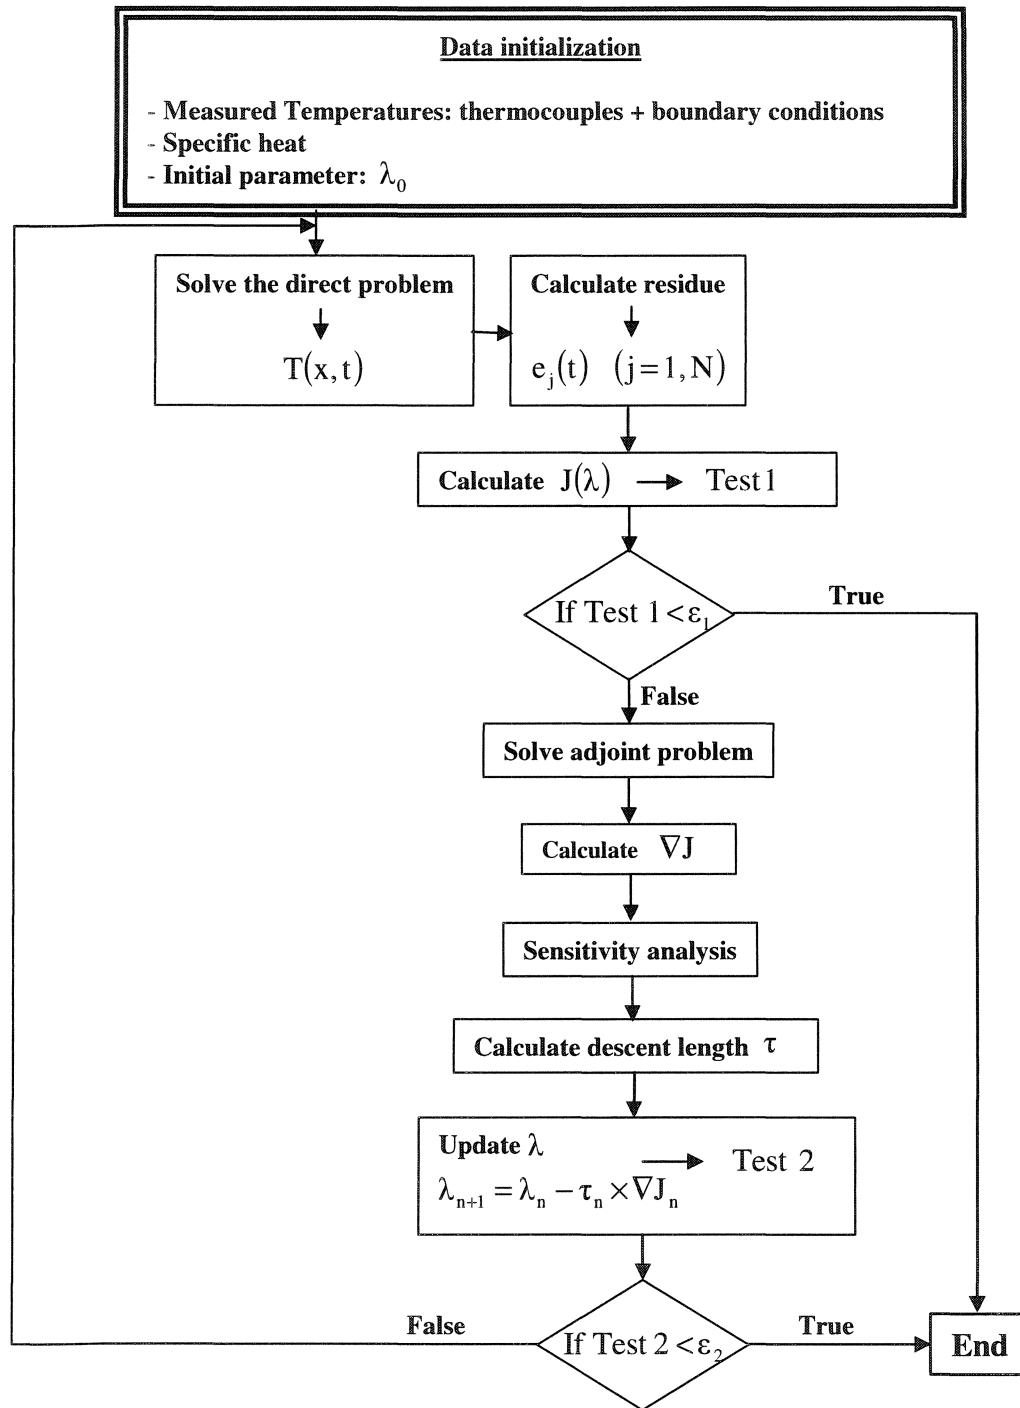 Data initialization
- Measured Temperatures: thermocouples + boundary conditions
- Specific heat
- Initial parameter: λ₀
Solve the direct problem
T(x,t)
Calculate residue
eⱼ(t) (j=1,N)
Calculate J(λ) → Test 1
If Test 1 <ε₁
True
False
Solve adjoint problem
Calculate ∇J
Sensitivity analysis
Calculate descent length τ
Update λ
→ Test 2
λₙ₊₁ = λₙ − τₙ × ∇Jₙ
If Test 2 <ε₂
False
True
End